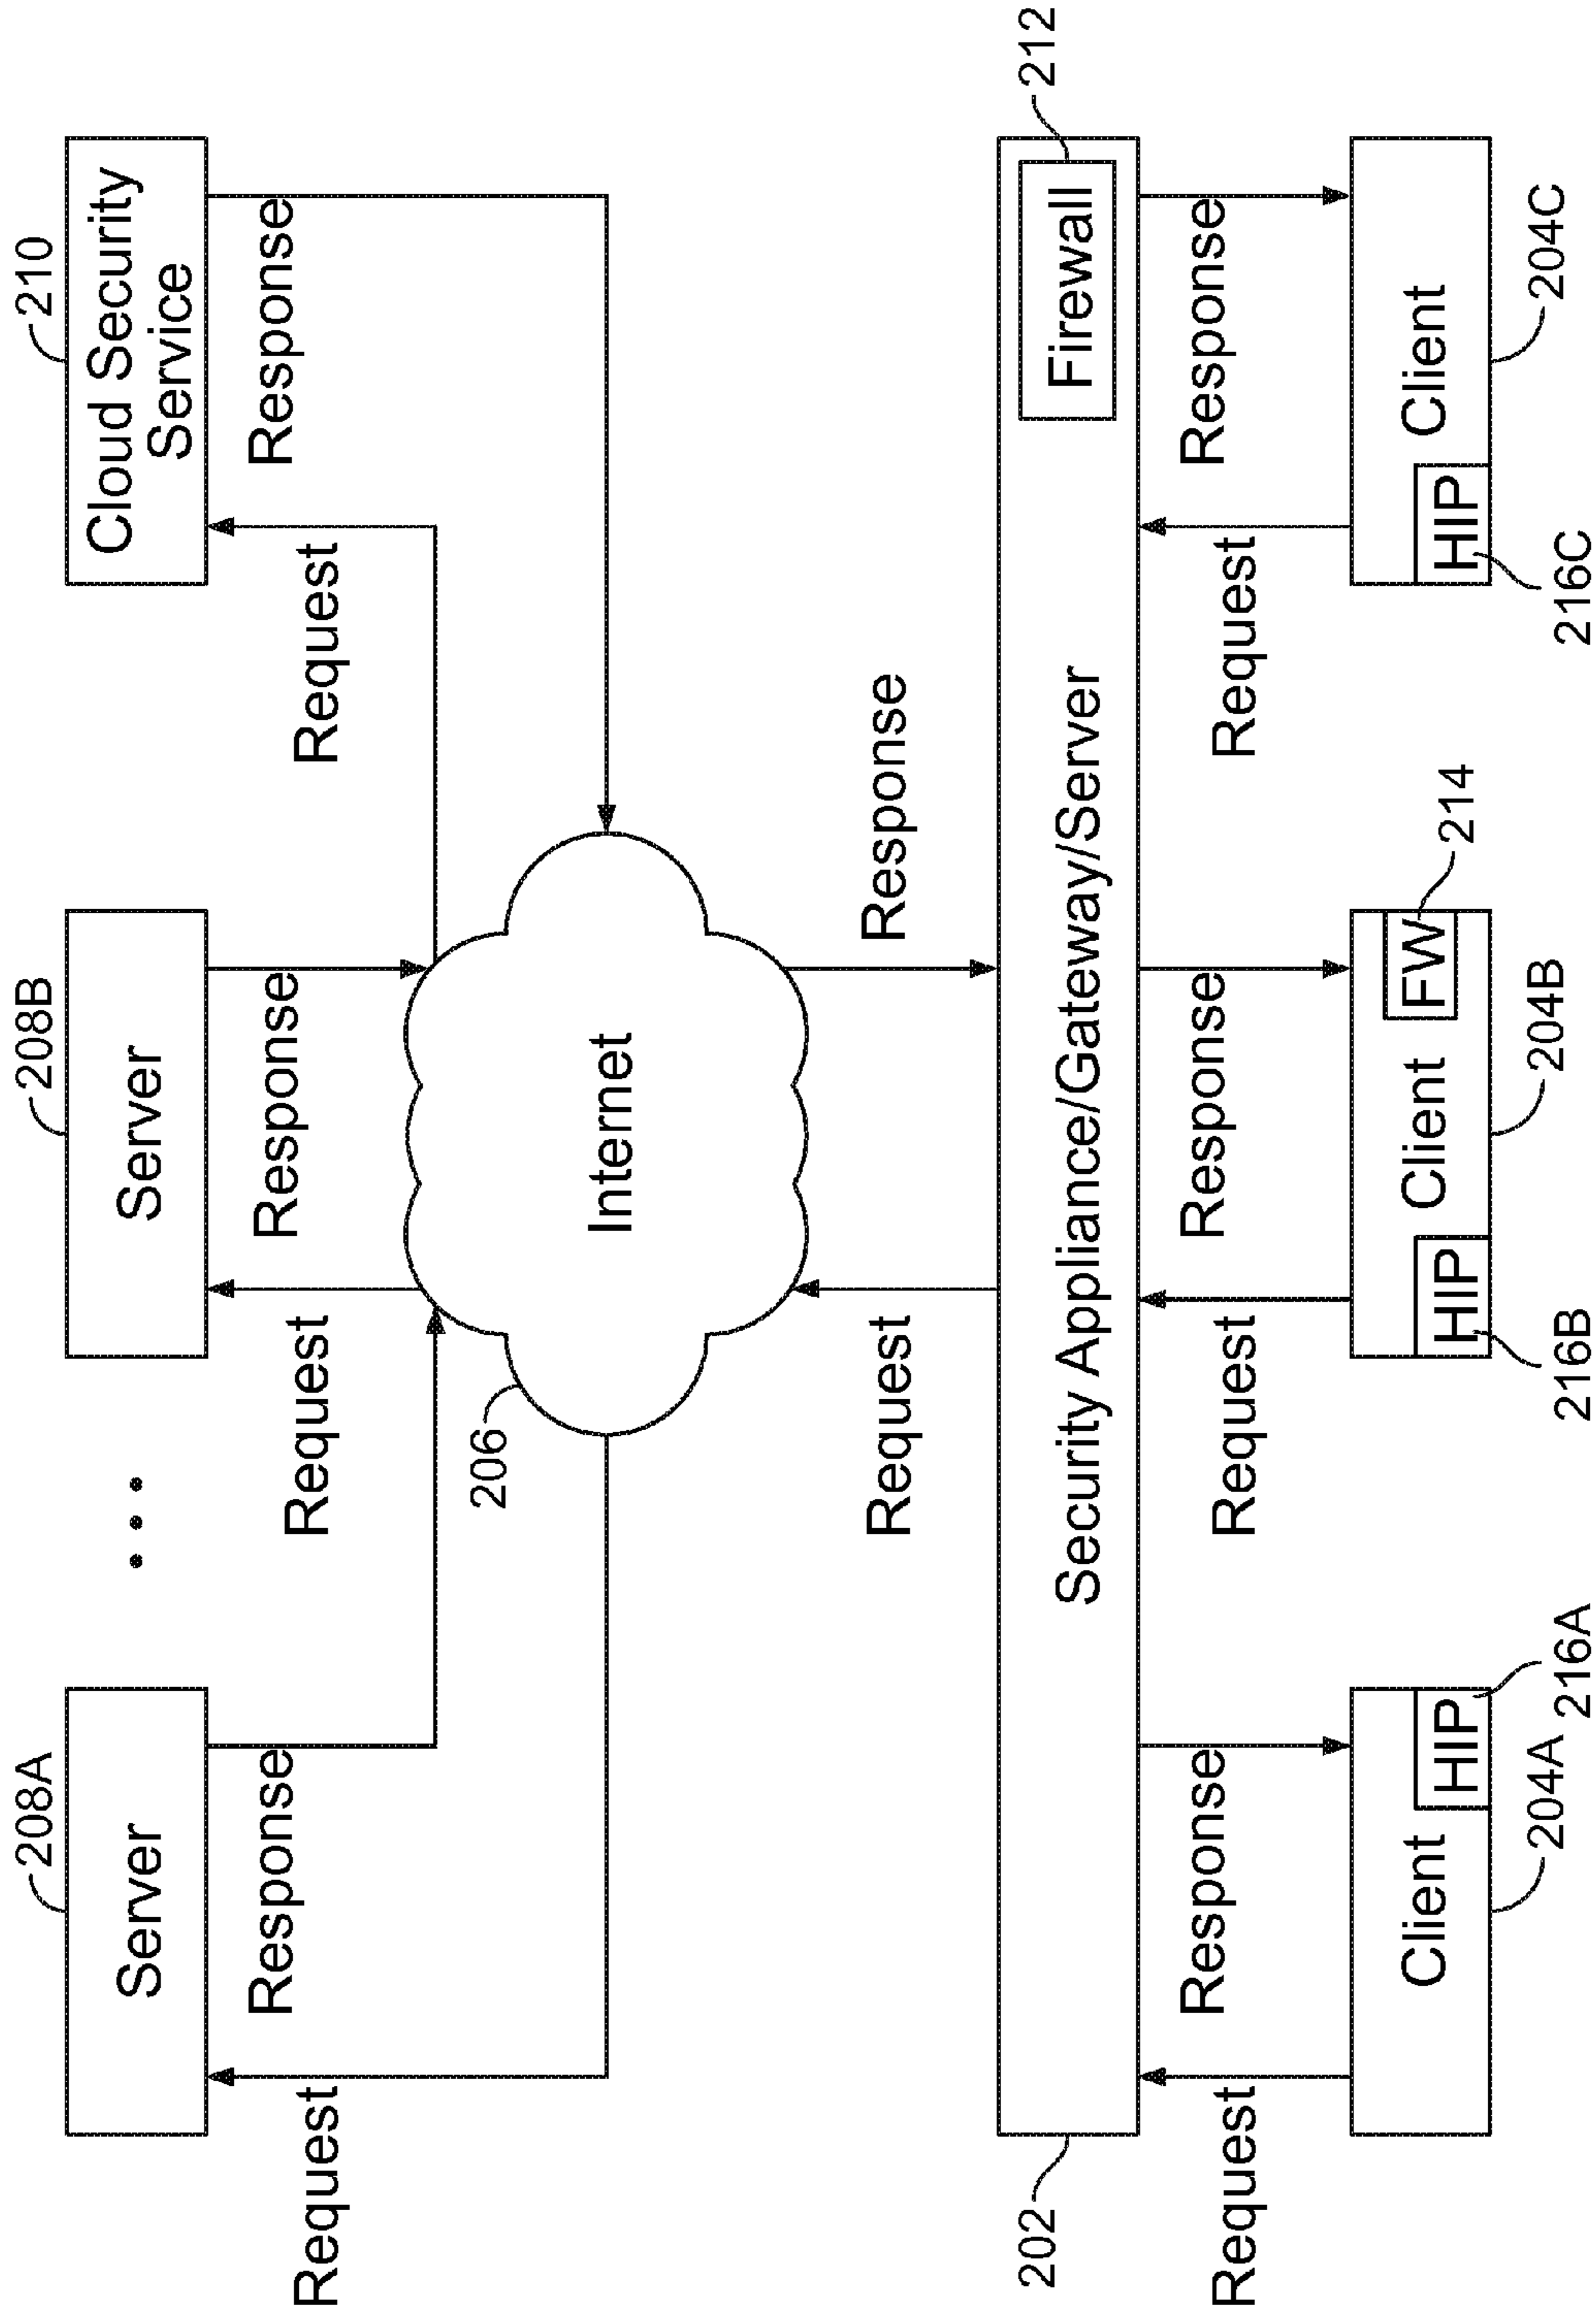 208A
208B
210
Server
• • •
Server
Cloud Security
Service
Request
Response
Request
Response
Request
Response
206
Internet
Request
Response
202
Security Appliance/Gateway/Server
Firewall
212
Request
Response
Request
Response
Request
Response
Client
HIP
HIP
Client
FW
214
HIP
Client
204A
216A
216B
204B
216C
204C